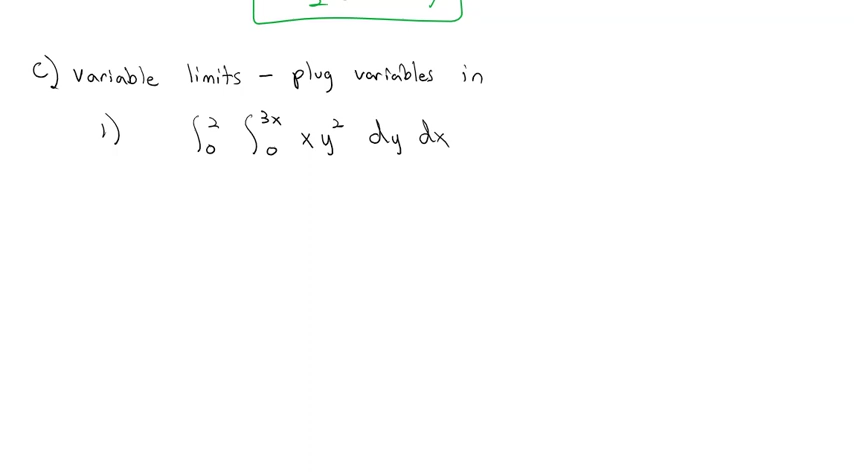 c) variable limits - plug variables in
1) ∫₀² ∫₀³ˣ xy² dy dx